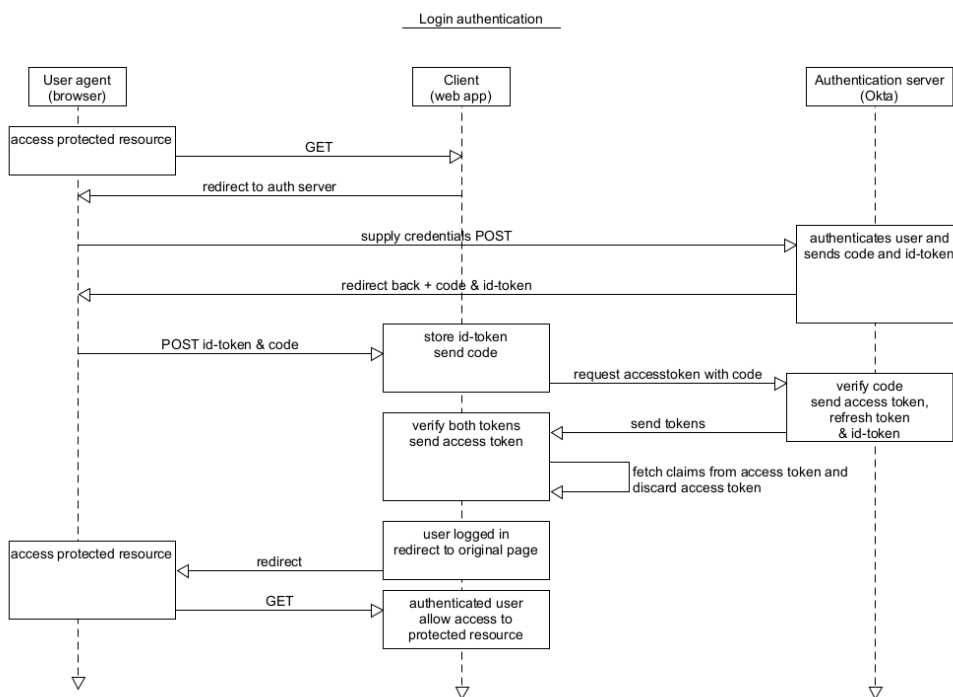 Login authentication
User agent
(browser)
Client
(web app)
Authentication server
(Okta)
access protected resource
GET
redirect to auth server
supply credentials POST
authenticates user and
sends code and id-token
redirect back + code & id-token
store id-token
send code
POST id-token & code
request accesstoken with code
verify code
send access token,
refresh token
& id-token
verify both tokens
send access token
send tokens
fetch claims from access token and
discard access token
user logged in
redirect to original page
access protected resource
redirect
GET
authenticated user
allow access to
protected resource